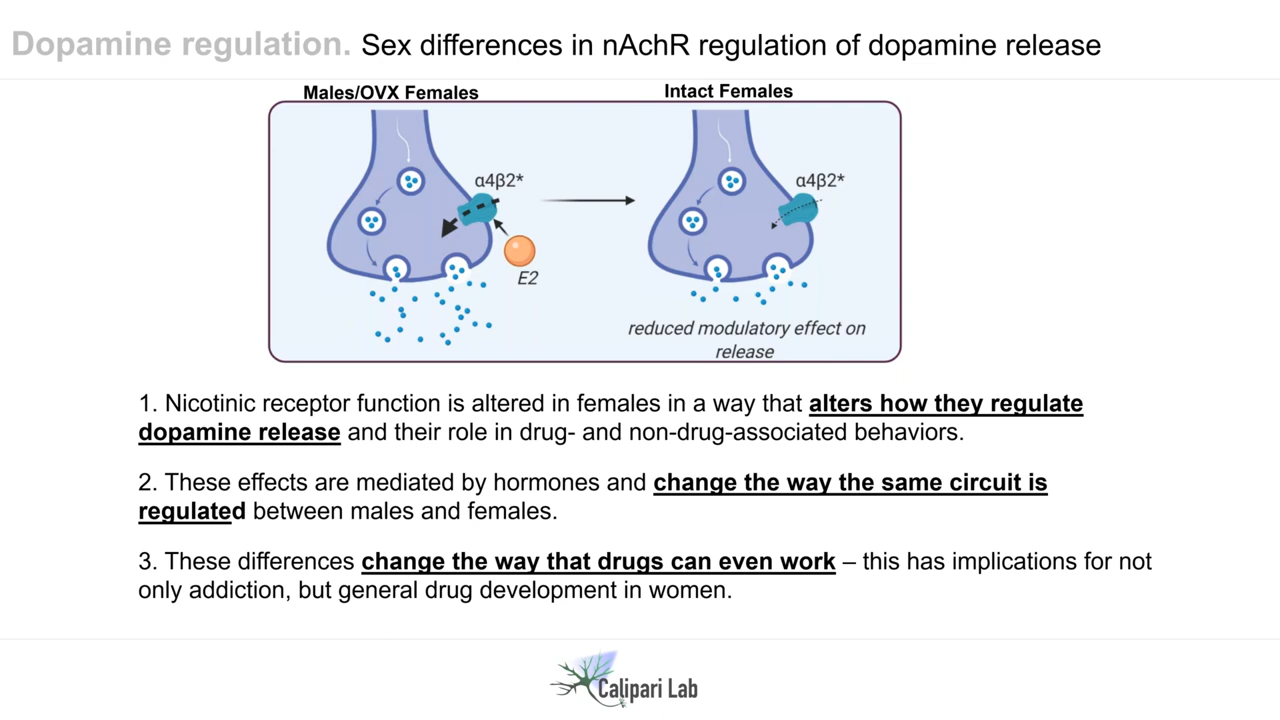 Dopamine regulation. Sex differences in nAchR regulation of dopamine release
Males/OVX Females
Intact Females
α4β2*
E2
α4β2*
reduced modulatory effect on
release
1. Nicotinic receptor function is altered in females in a way that alters how they regulate
dopamine release and their role in drug- and non-drug-associated behaviors.
2. These effects are mediated by hormones and change the way the same circuit is
regulated between males and females.
3. These differences change the way that drugs can even work – this has implications for not
only addiction, but general drug development in women.
Calipari Lab